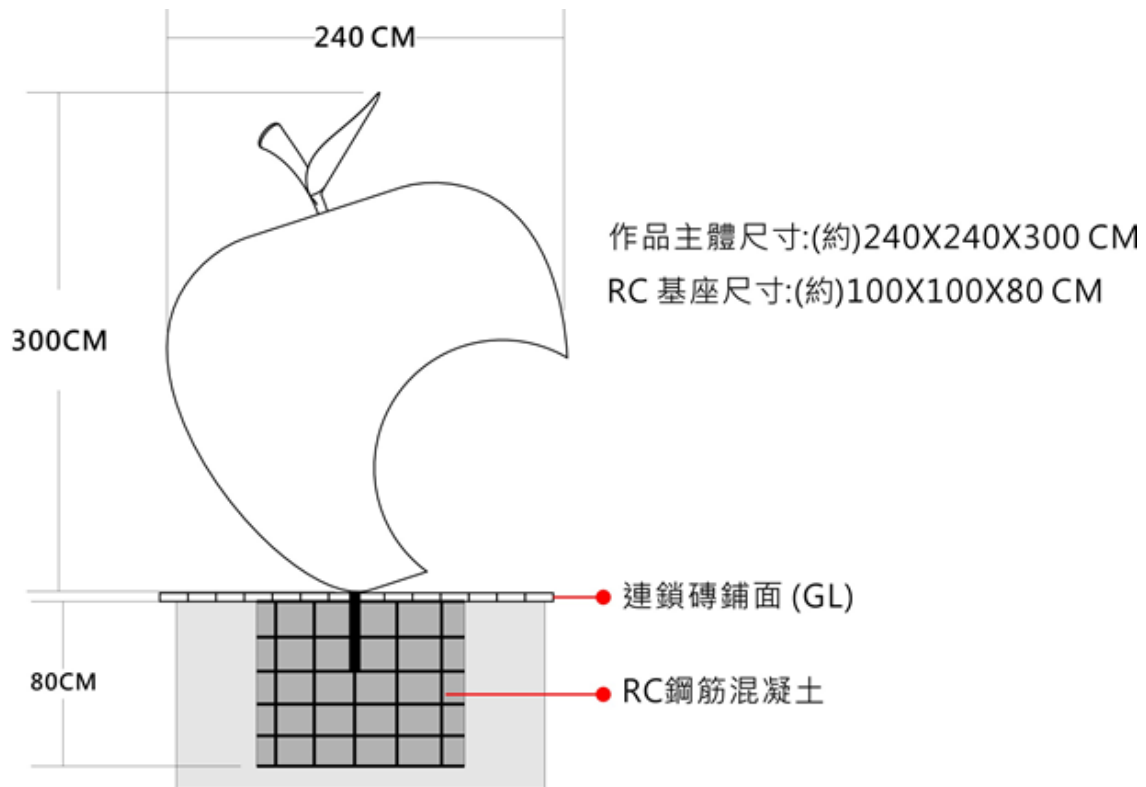 240 CM
作品主體尺寸:(約)240X240X300 CM
RC 基座尺寸:(約)100X100X80 CM
300CM
連鎖磚鋪面 (GL)
80CM
RC鋼筋混凝土